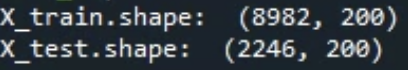 X_train.shape:  (8982, 200)
X_test.shape:  (2246, 200)